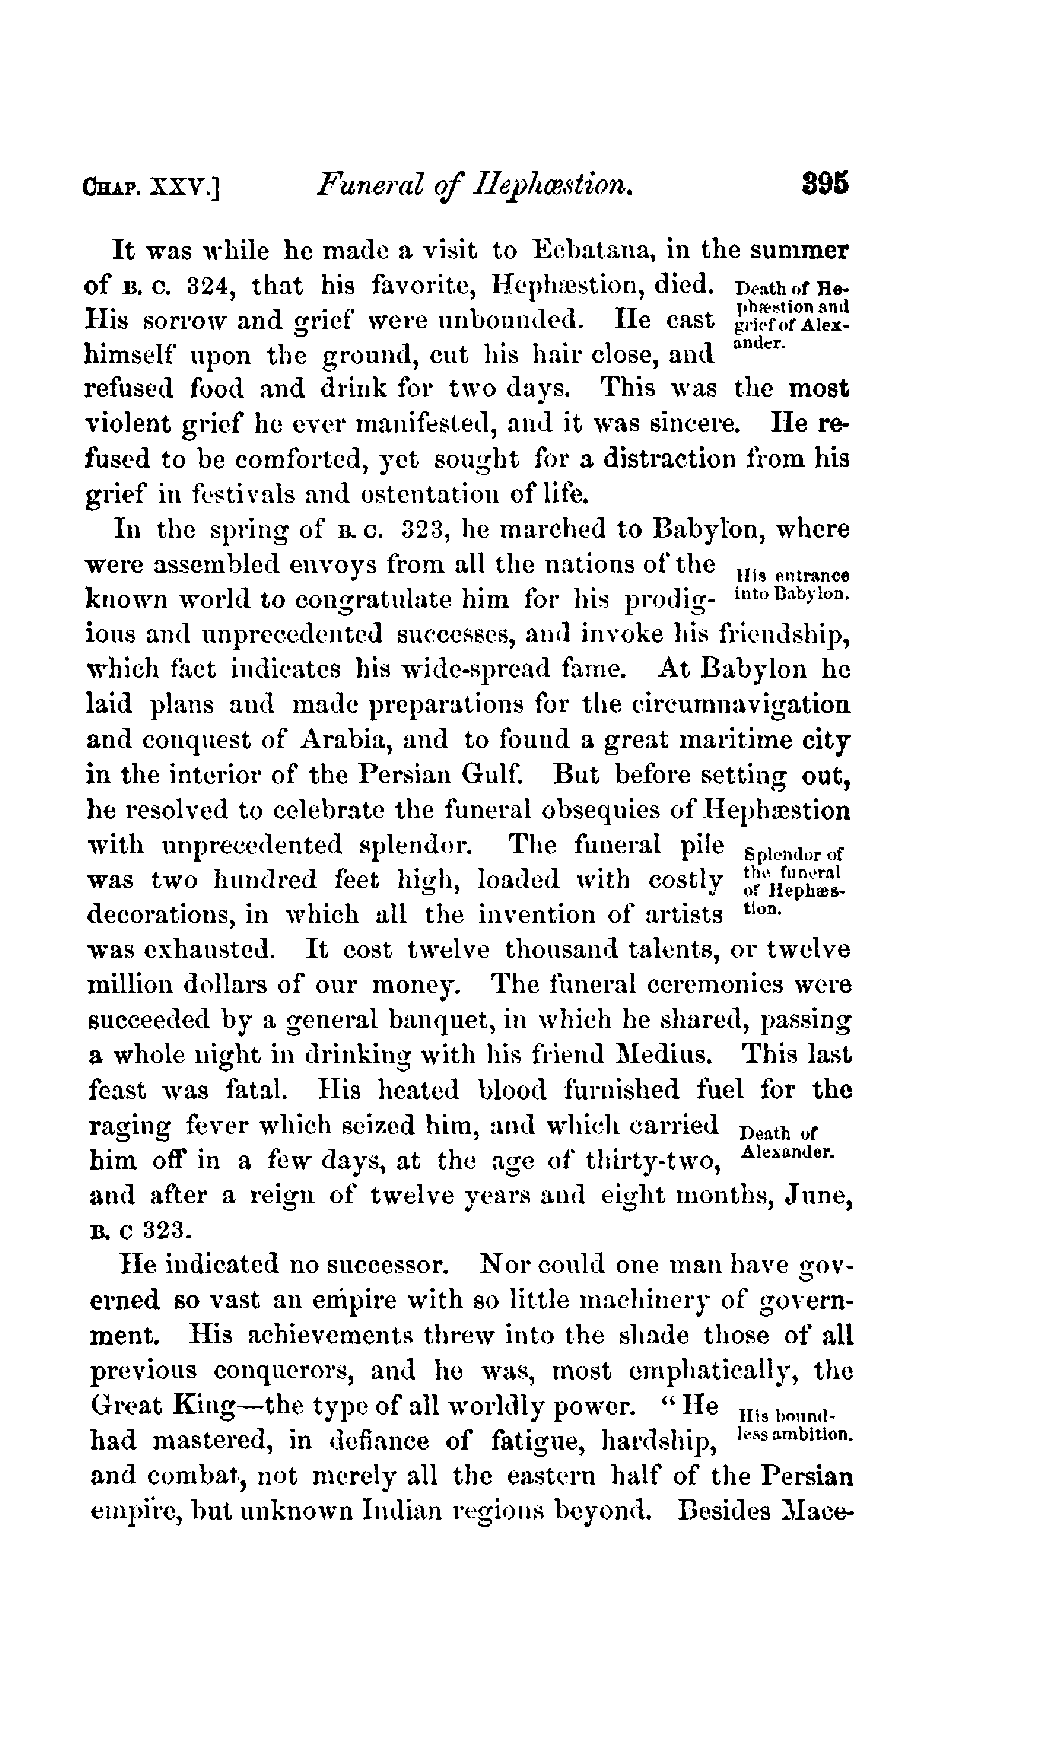 CHAP. XXV.] Funeral of Hephæstion. 395
It was while he made a visit to Ecbatana, in the summer
of B. C. 324, that his favorite, Hephæstion, died.
Death of He-
phæstion and
grief of Alex-
ander.
His sorrow and grief were unbounded. He cast
himself upon the ground, cut his hair close, and
refused food and drink for two days. This was the most
violent grief he ever manifested, and it was sincere. He re-
fused to be comforted, yet sought for a distraction from his
grief in festivals and ostentation of life.
In the spring of B. C. 323, he marched to Babylon, where
were assembled envoys from all the nations of the
His entrance
into Babylon.
known world to congratulate him for his prodig-
ious and unprecedented successes, and invoke his friendship,
which fact indicates his wide-spread fame. At Babylon he
laid plans and made preparations for the circumnavigation
and conquest of Arabia, and to found a great maritime city
in the interior of the Persian Gulf. But before setting out,
he resolved to celebrate the funeral obsequies of Hephæstion
with unprecedented splendor. The funeral pile
Splendor of
the funeral
of Hephæs-
tion.
was two hundred feet high, loaded with costly
decorations, in which all the invention of artists
was exhausted. It cost twelve thousand talents, or twelve
million dollars of our money. The funeral ceremonies were
succeeded by a general banquet, in which he shared, passing
a whole night in drinking with his friend Medius. This last
feast was fatal. His heated blood furnished fuel for the
raging fever which seized him, and which carried
Death of
Alexander.
him off in a few days, at the age of thirty-two,
and after a reign of twelve years and eight months, June,
B. C 323.
He indicated no successor. Nor could one man have gov-
erned so vast an empire with so little machinery of govern-
ment. His achievements threw into the shade those of all
previous conquerors, and he was, most emphatically, the
Great King—the type of all worldly power. "He
His bound-
less ambition.
had mastered, in defiance of fatigue, hardship,
and combat, not merely all the eastern half of the Persian
empire, but unknown Indian regions beyond. Besides Mace-